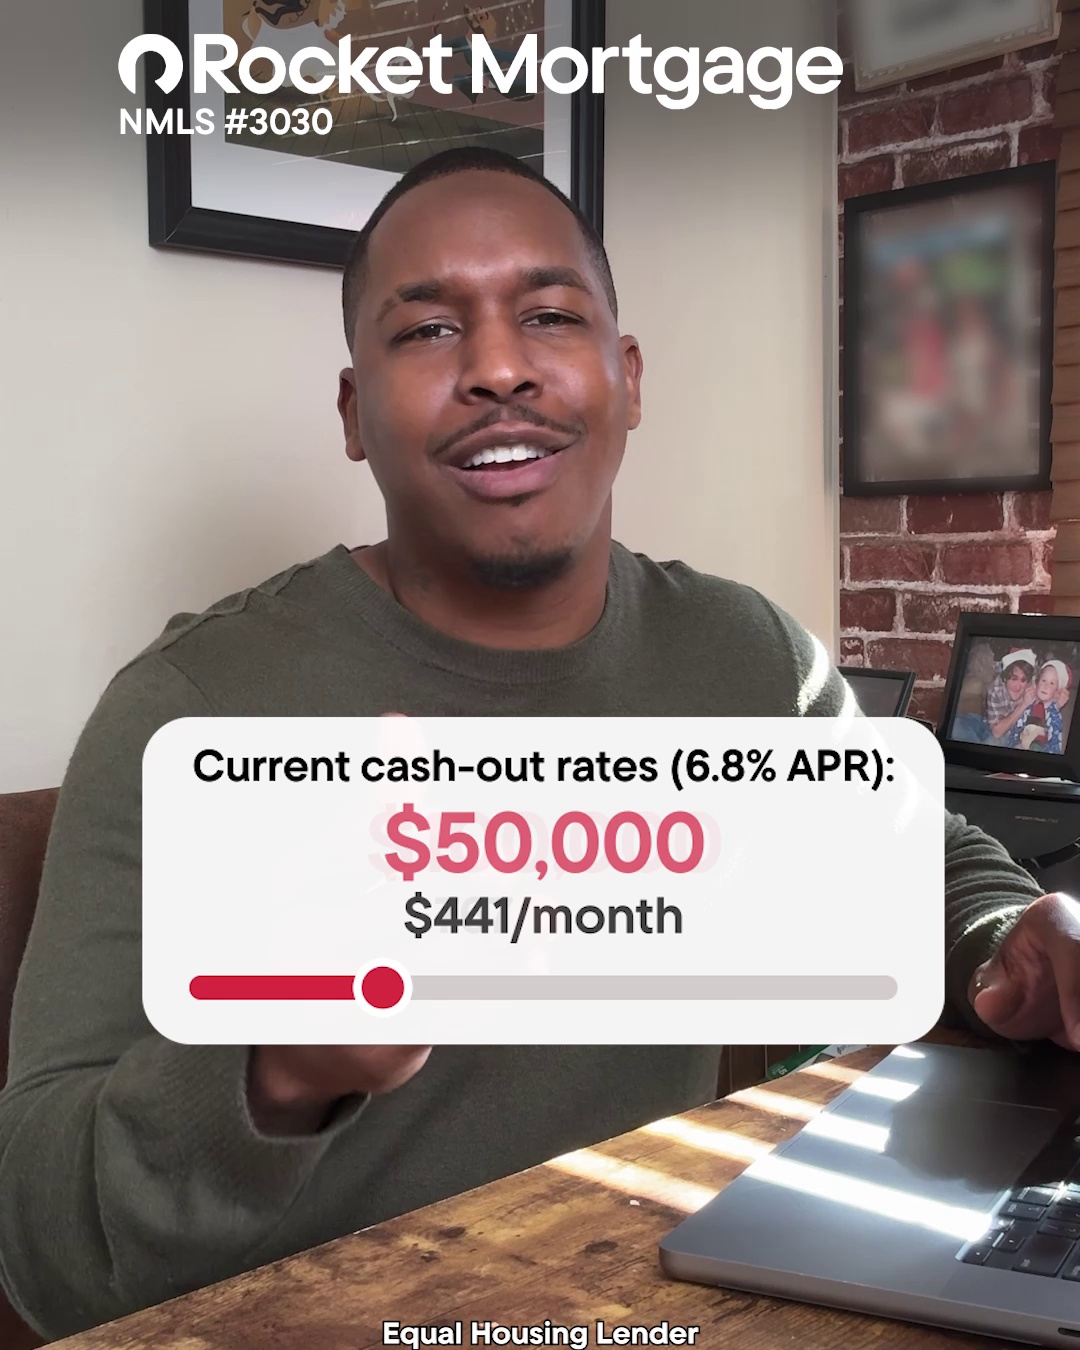 Rocket Mortgage
NMLS #3030
Current cash-out rates (6.8% APR):
$50,000
$441/month
Equal Housing Lender